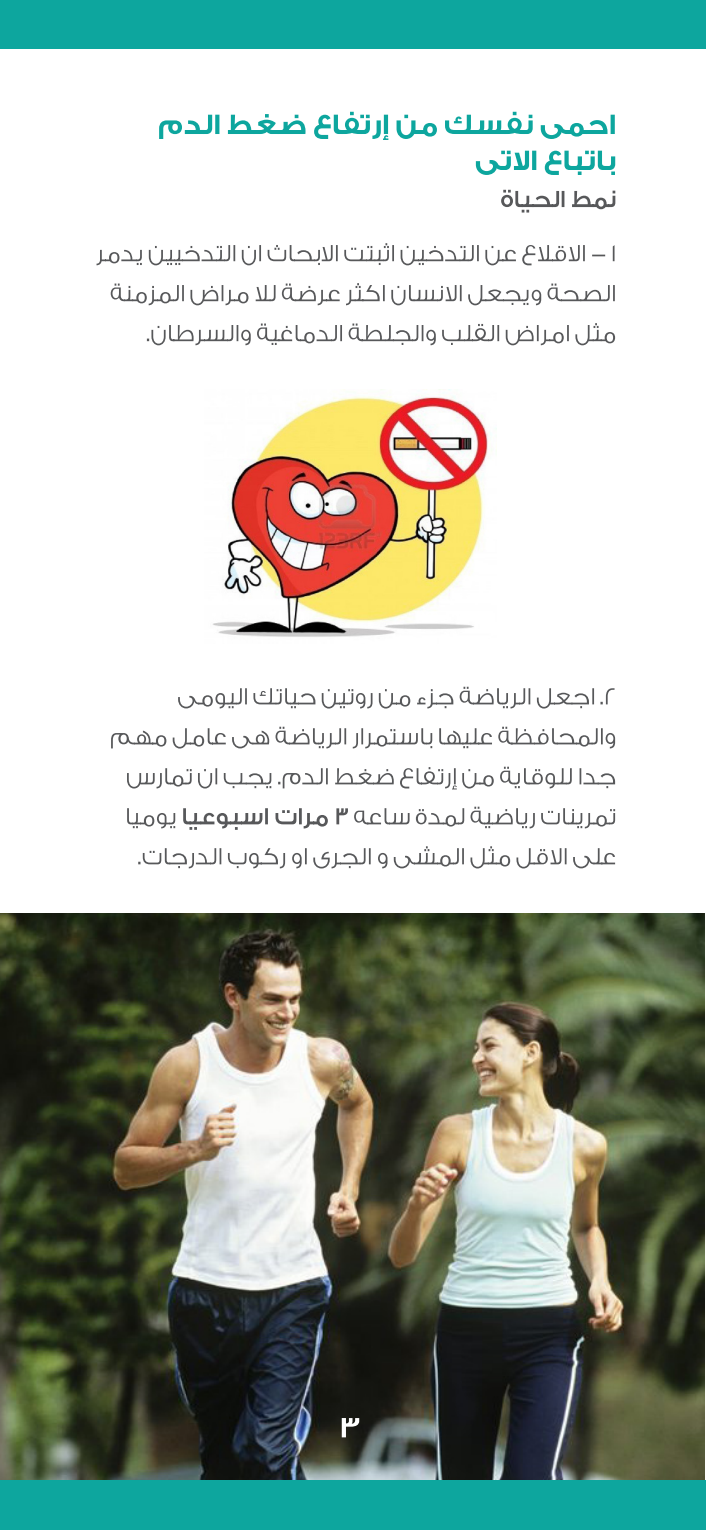 احمى نفسك من إرتفاع ضغط الدم
باتباع الاتى
نمط الحياة
١ – الاقلاع عن التدخين اثبتت الابحاث ان التدخيين يدمر
الصحة ويجعل الانسان اكثر عرضة للا مراض المزمنة
مثل امراض القلب والجلطة الدماغية والسرطان.
123RF
٢. اجعل الرياضة جزء من روتين حياتك اليومى
والمحافظة عليها باستمرار الرياضة هى عامل مهم
جدا للوقاية من إرتفاع ضغط الدم. يجب ان تمارس
تمرينات رياضية لمدة ساعه ٣ مرات اسبوعيا يوميا
على الاقل مثل المشى و الجرى او ركوب الدرجات.
٣